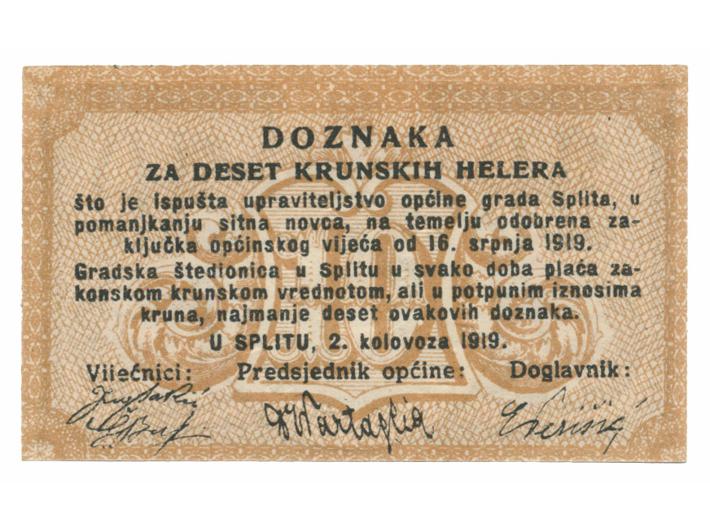 DOZNAKA
ZA DESET KRUNSKIH HELERA
što je ispušta upraviteljstvo općine grada Splita, u
pomanjkanju sitna novca, na temelju odobrena za-
ključka općinskog vijeća od 16. srpnja 1919.
Gradska štedionica u Splitu u svako doba plaća za-
konskom krunskom vrednotom, ali u potpunim iznosima
kruna, najmanje deset ovakovih doznaka.
U SPLITU, 2. kolovoza 1919.
Vijećnici: Predsjednik općine: Doglavnik:
10